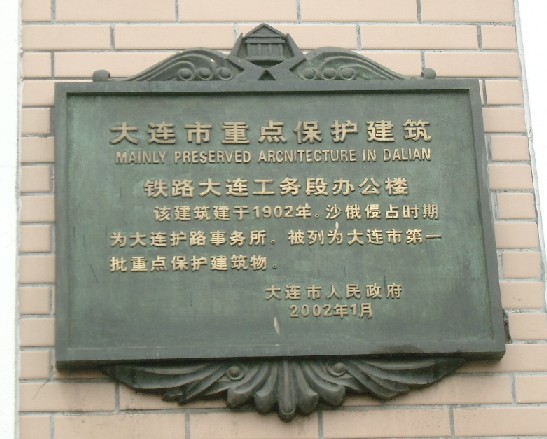 大连市重点保护建筑
MAINLY PRESERVED ARCNITECTURE IN DALIAN
铁路大连工务段办公楼
该建筑建于1902年。沙俄侵占时期
为大连护路事务所。被列为大连市第一
批重点保护建筑物。
大连市人民政府
2002年1月